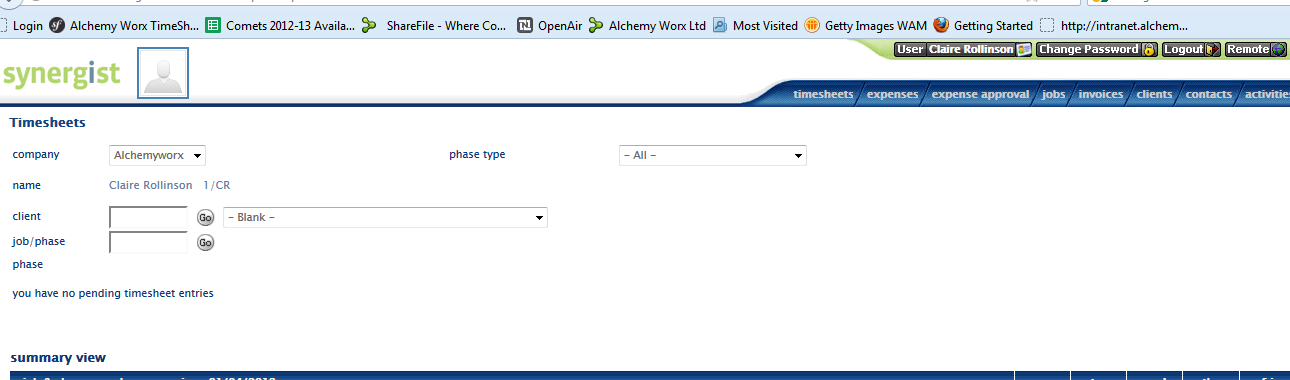 Login Alchemy Worx TimeSh... Comets 2012-13 Availa... ShareFile - Where Co... OpenAir Alchemy Worx Ltd Most Visited Getty Images WAM Getting Started http://intranet.alchem...
User Claire Rollinson Change Password Logout Remote
synergist
timesheets expenses expense approval jobs invoices clients contacts activities
Timesheets
company Alchemyworx phase type - All -
name Claire Rollinson 1/CR
client Go - Blank -
job/phase Go
phase
you have no pending timesheet entries
summary view